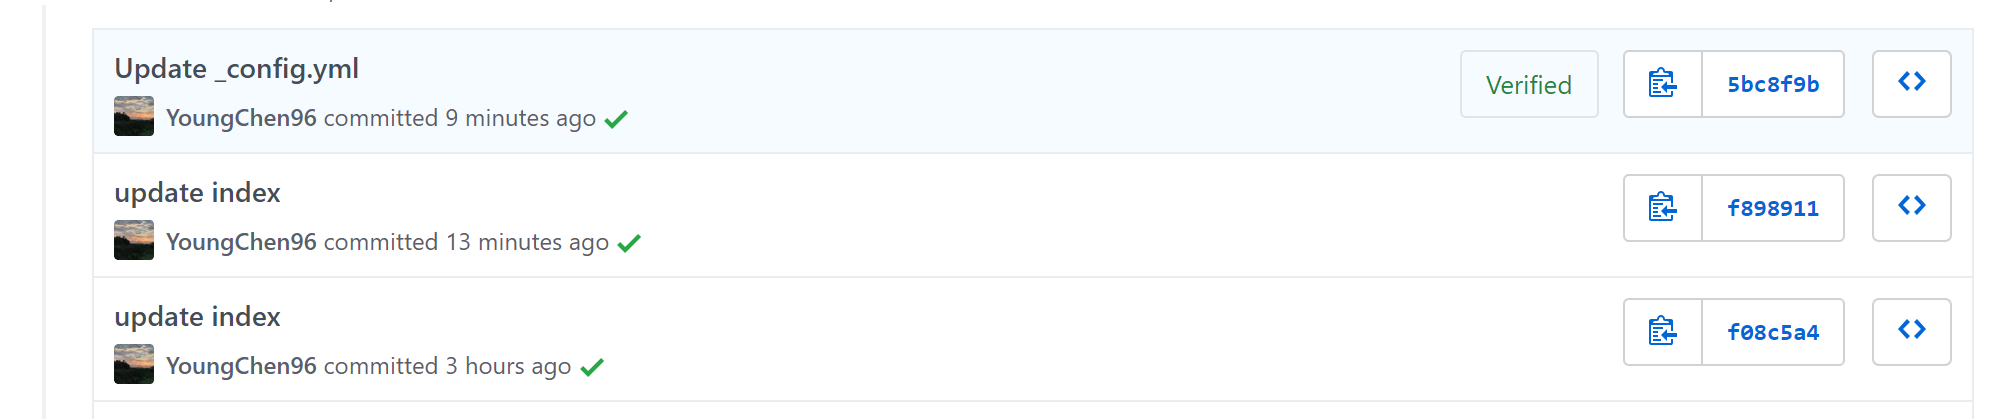 Update _config.yml
Verified
5bc8f9b
YoungChen96 committed 9 minutes ago
update index
f898911
YoungChen96 committed 13 minutes ago
update index
f08c5a4
YoungChen96 committed 3 hours ago